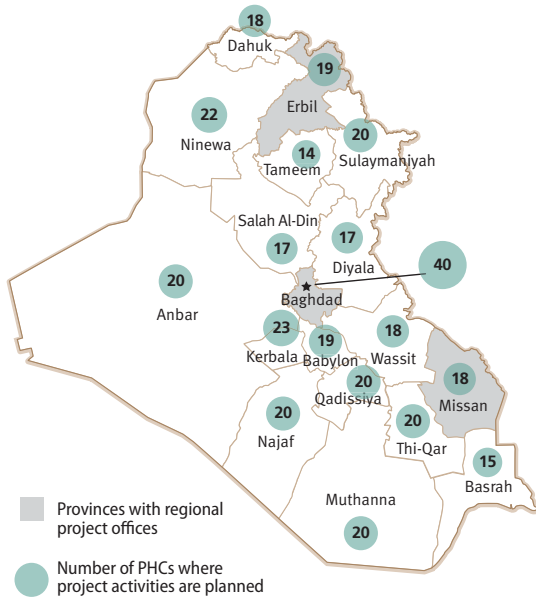 18
Dahuk
19
Erbil
22
Ninewa
20
Sulaymaniyah
14
Tameem
Salah Al-Din
17
17
Diyala
40
20
Anbar
Baghdad
23
Kerbala
19
Babylon
18
Wassit
20
Qadissiya
18
Missan
20
Najaf
20
Thi-Qar
15
Basrah
Muthanna
20
Provinces with regional
project offices
Number of PHCs where
project activities are planned